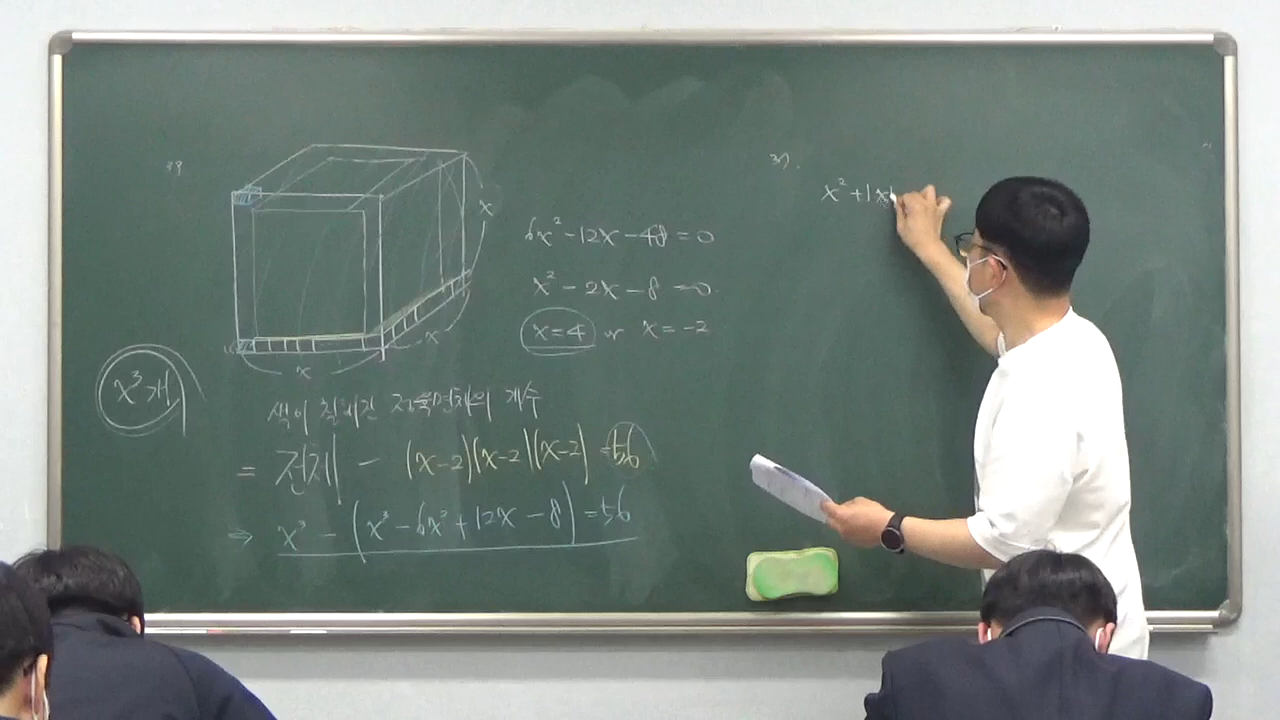 39
x
x
x
x³개
6x² - 12x - 48 = 0
x² - 2x - 8 = 0.
x = 4 or x = -2
색이 칠해진 정육면체의 개수
= 전체 - (x-2)(x-2)(x-2) = 56
⇒ x³ - (x³ - 6x² + 12x - 8) = 56
37.
x² + | x